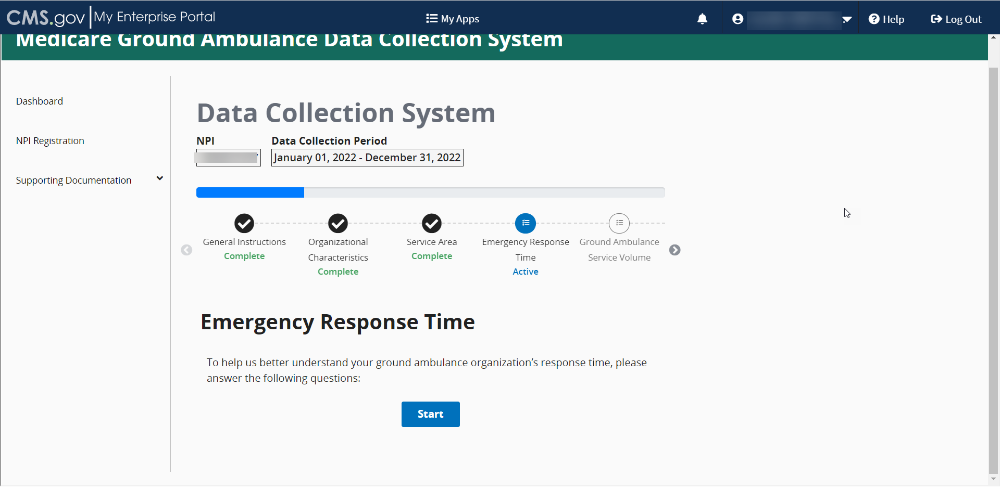 CMS.gov My Enterprise Portal
My Apps
Help
Log Out
Medicare Ground Ambulance Data Collection System
Dashboard
NPI Registration
Supporting Documentation
Data Collection System
NPI
Data Collection Period
January 01, 2022 - December 31, 2022
General Instructions
Complete
Organizational
Characteristics
Complete
Service Area
Complete
Emergency Response
Time
Active
Ground Ambulance
Service Volume
Emergency Response Time
To help us better understand your ground ambulance organization’s response time, please
answer the following questions:
Start